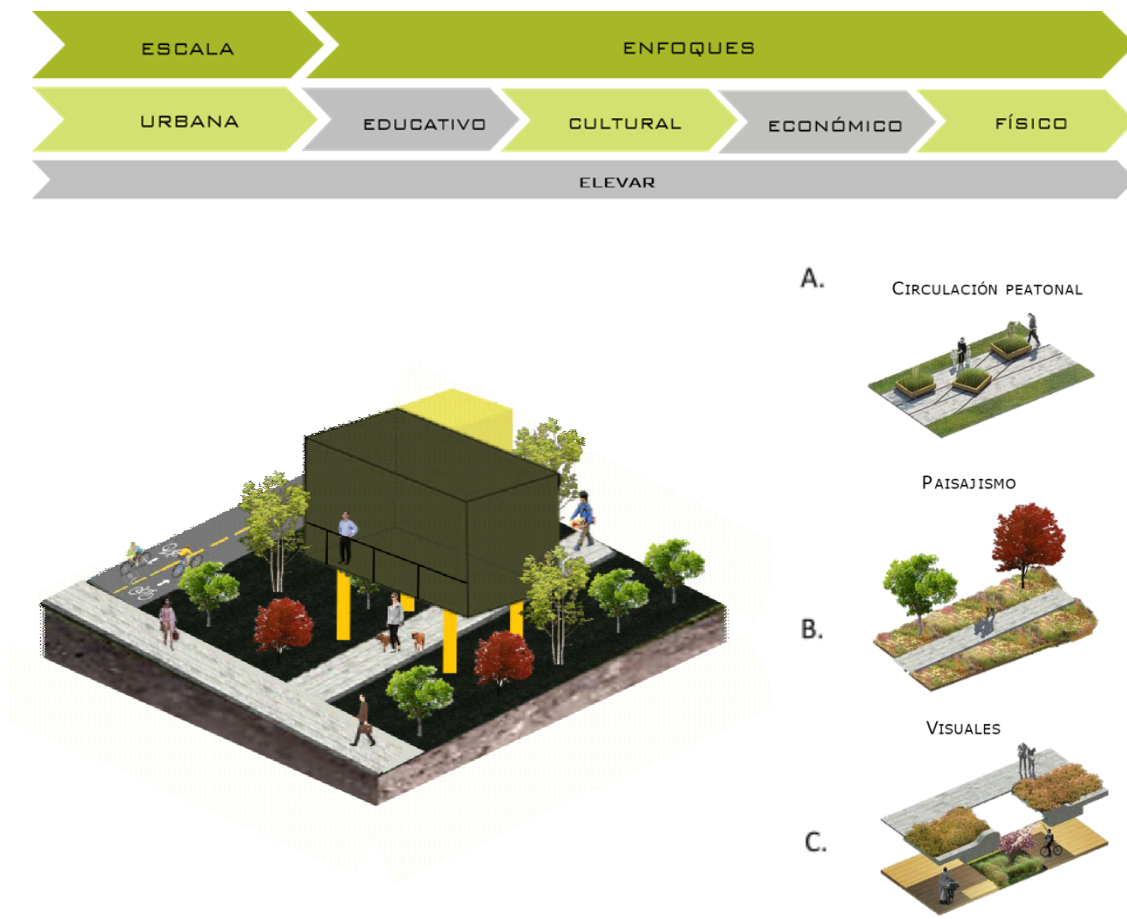 ESCALA
ENFOQUES
URBANA
EDUCATIVO
CULTURAL
ECONÓMICO
FÍSICO
ELEVAR
A.
CIRCULACIÓN PEATONAL
PAISAJISMO
B.
VISUALES
C.